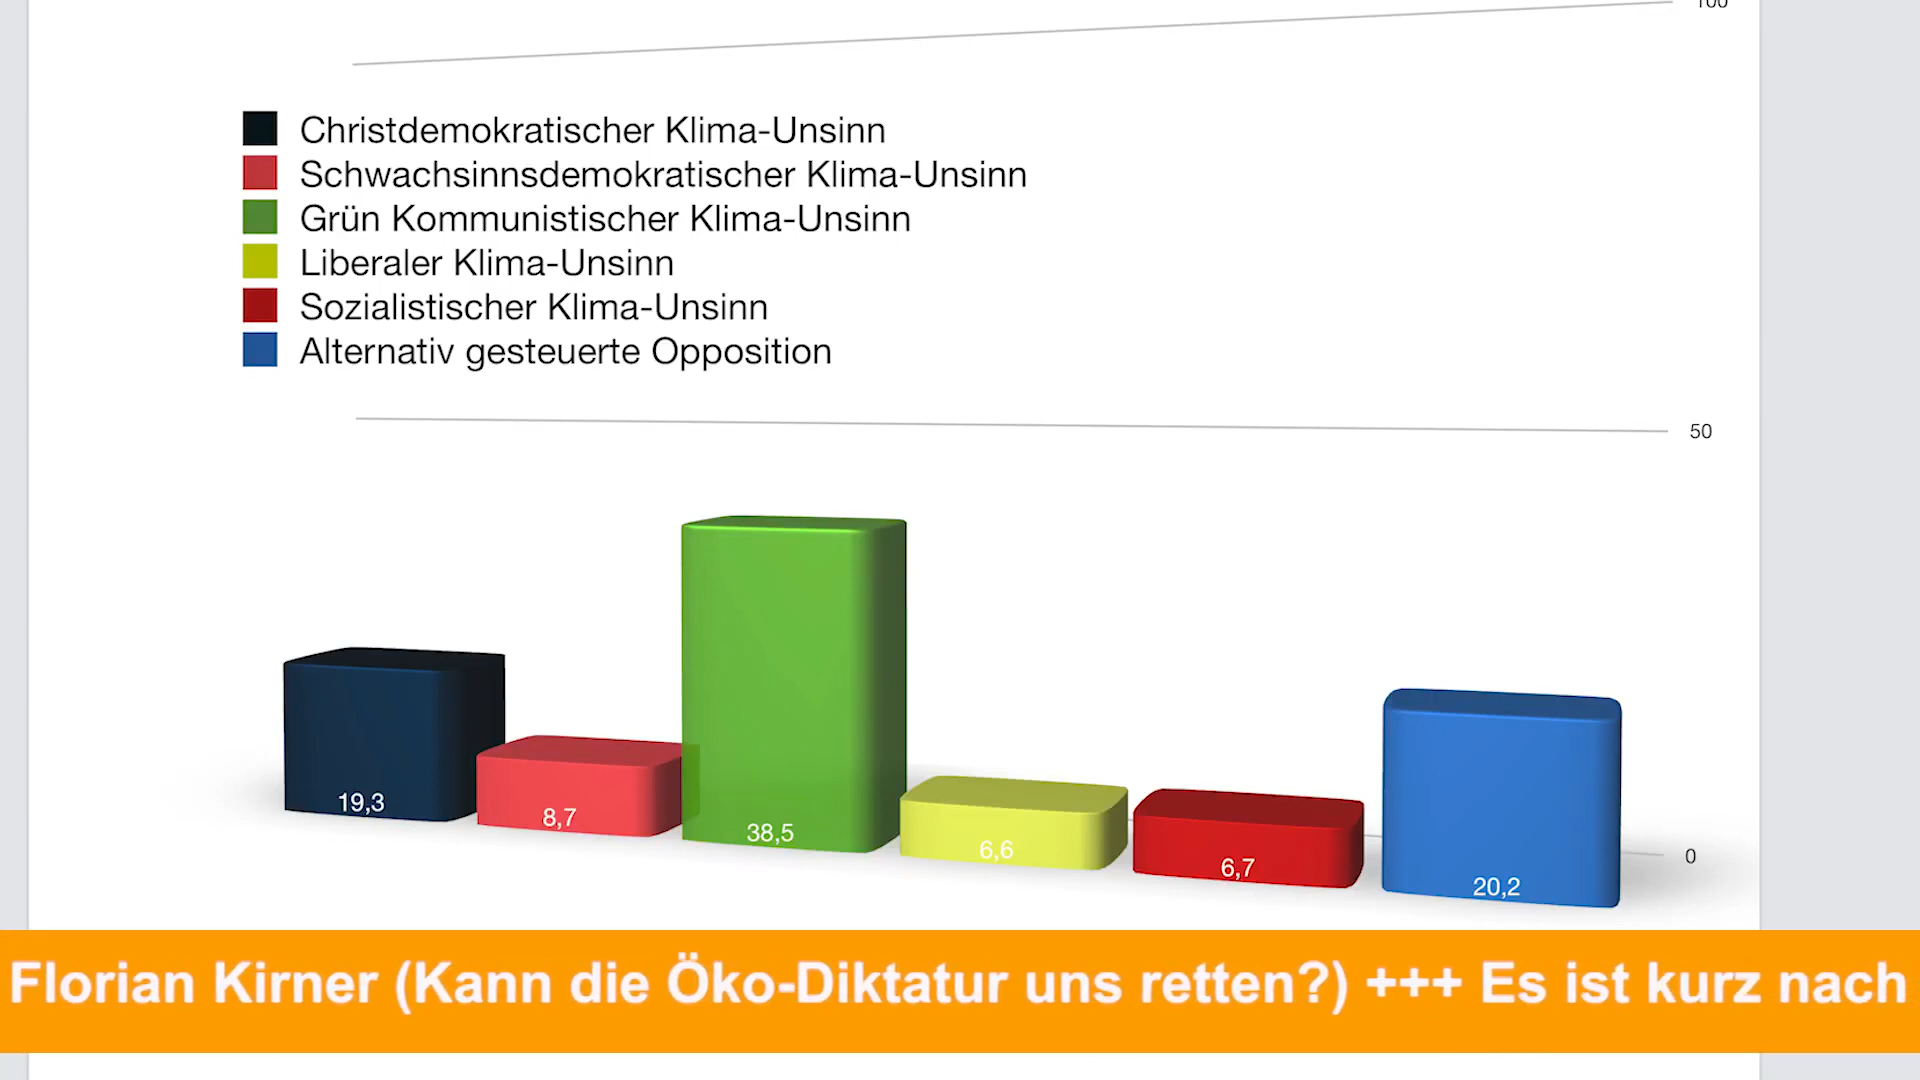 100
Christdemokratischer Klima-Unsinn
Schwachsinnsdemokratischer Klima-Unsinn
Grün Kommunistischer Klima-Unsinn
Liberaler Klima-Unsinn
Sozialistischer Klima-Unsinn
Alternativ gesteuerte Opposition
50
19,3
8,7
38,5
6,6
6,7
20,2
0
Florian Kirner (Kann die Öko-Diktatur uns retten?) +++ Es ist kurz nach